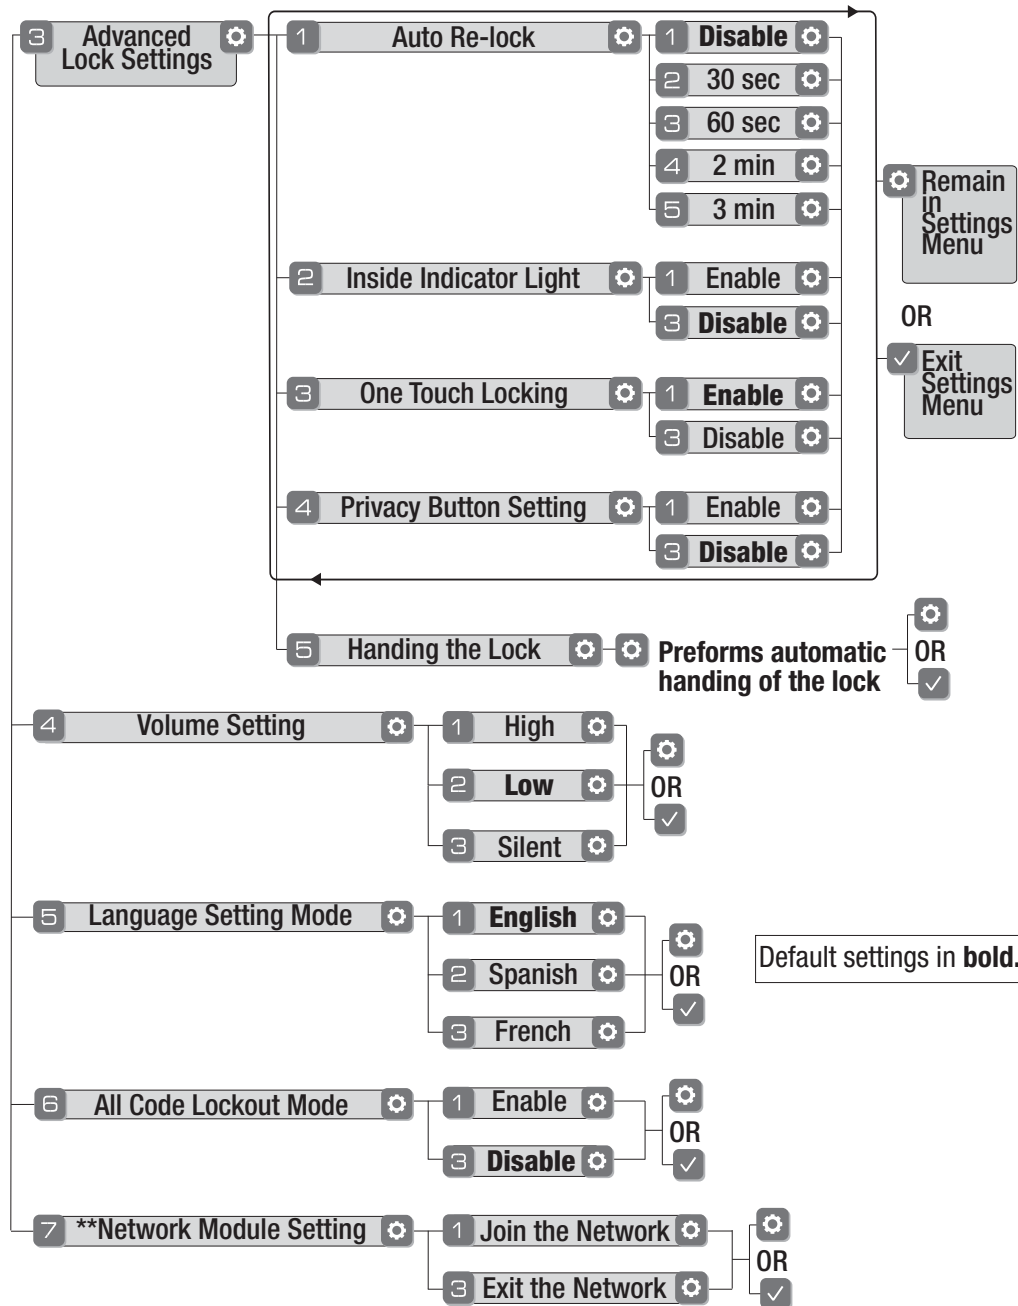 3 Advanced
Lock Settings
1 Auto Re-lock
1 Disable
2 30 sec
3 60 sec
4 2 min
5 3 min
2 Inside Indicator Light
1 Enable
3 Disable
3 One Touch Locking
1 Enable
3 Disable
4 Privacy Button Setting
1 Enable
3 Disable
Remain
in
Settings
Menu
OR
Exit
Settings
Menu
5 Handing the Lock
Preforms automatic
handing of the lock
OR
4 Volume Setting
1 High
2 Low
3 Silent
OR
5 Language Setting Mode
1 English
2 Spanish
3 French
OR
Default settings in bold.
6 All Code Lockout Mode
1 Enable
3 Disable
OR
7 **Network Module Setting
1 Join the Network
3 Exit the Network
OR